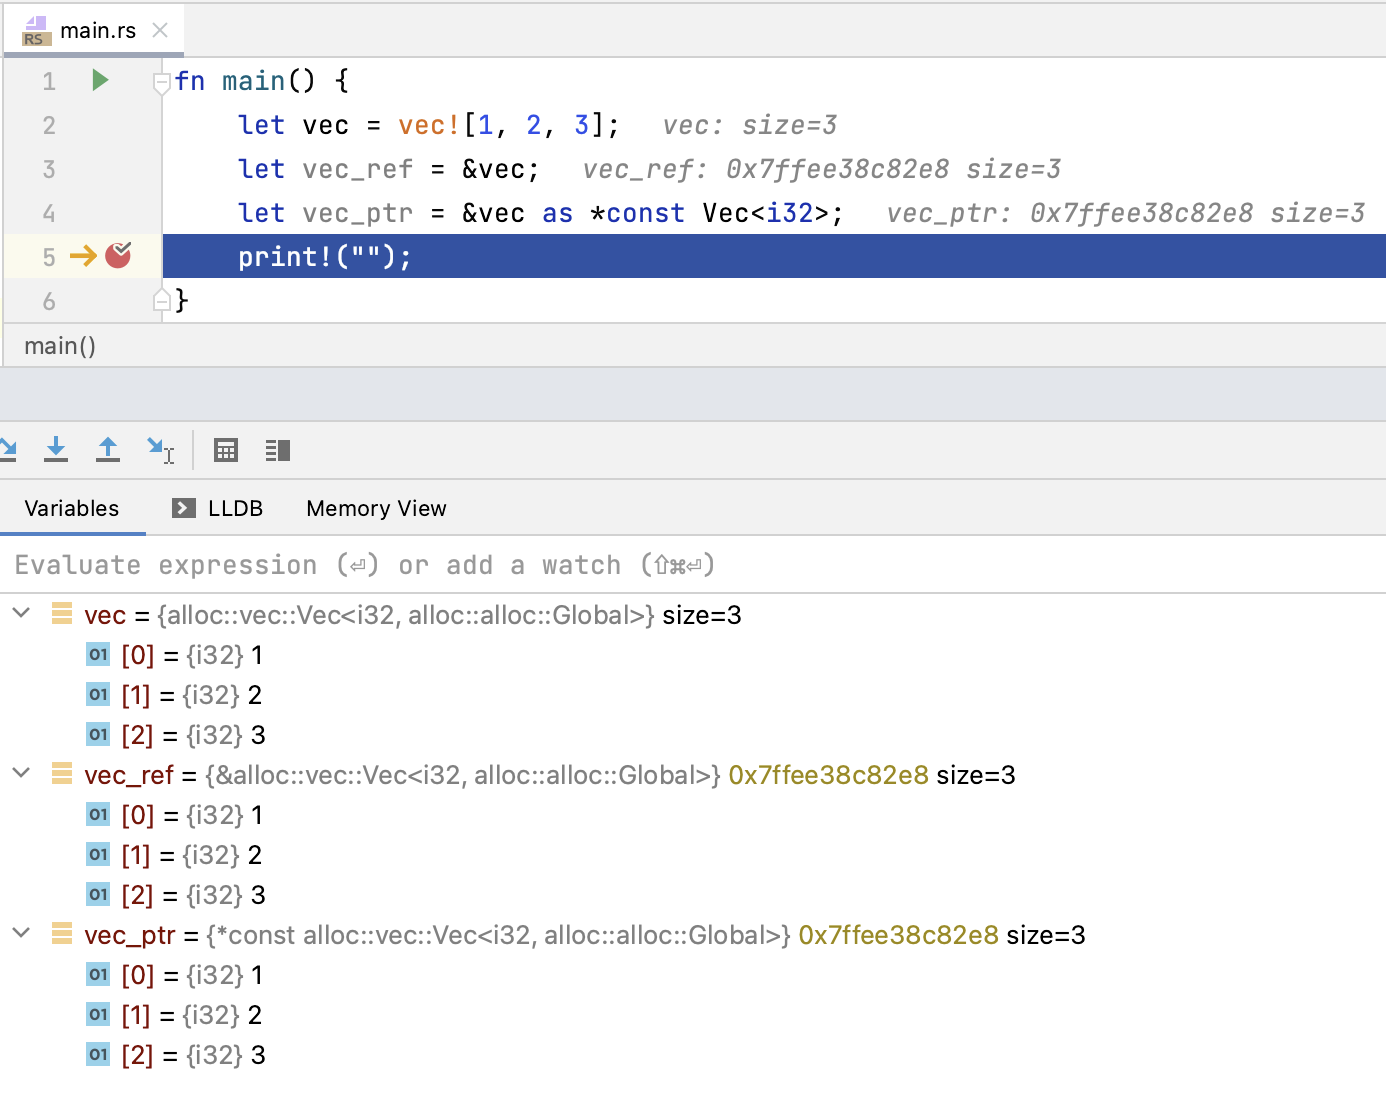 RS main.rs
1 fn main() {
2 let vec = vec![1, 2, 3]; vec: size=3
3 let vec_ref = &vec; vec_ref: 0x7ffee38c82e8 size=3
4 let vec_ptr = &vec as *const Vec<i32>; vec_ptr: 0x7ffee38c82e8 size=3
5 print!("");
6 }
main()
Variables LLDB Memory View
Evaluate expression (⏎) or add a watch (⇧⌘⏎)
vec = {alloc::vec::Vec<i32, alloc::alloc::Global>} size=3
01 [0] = {i32} 1
01 [1] = {i32} 2
01 [2] = {i32} 3
vec_ref = {&alloc::vec::Vec<i32, alloc::alloc::Global>} 0x7ffee38c82e8 size=3
01 [0] = {i32} 1
01 [1] = {i32} 2
01 [2] = {i32} 3
vec_ptr = {*const alloc::vec::Vec<i32, alloc::alloc::Global>} 0x7ffee38c82e8 size=3
01 [0] = {i32} 1
01 [1] = {i32} 2
01 [2] = {i32} 3